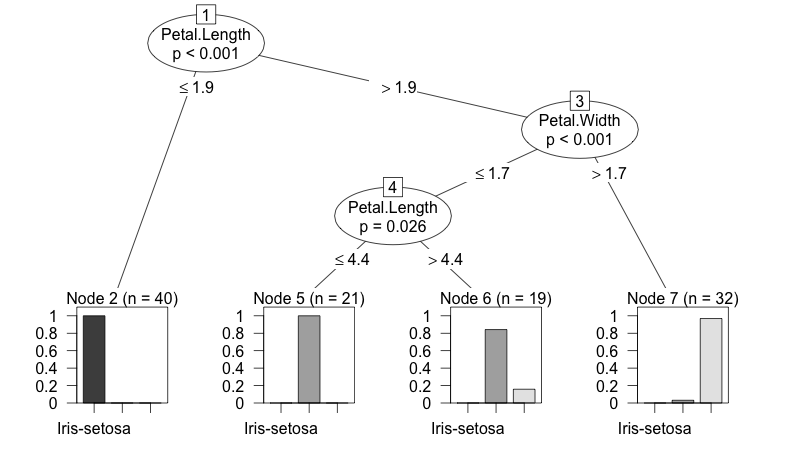 1
Petal.Length
p < 0.001
≤ 1.9
> 1.9
3
Petal.Width
p < 0.001
≤ 1.7
> 1.7
4
Petal.Length
p = 0.026
≤ 4.4
> 4.4
Node 2 (n = 40)
1
0.8
0.6
0.4
0.2
0
Iris-setosa
Node 5 (n = 21)
1
0.8
0.6
0.4
0.2
0
Iris-setosa
Node 6 (n = 19)
1
0.8
0.6
0.4
0.2
0
Iris-setosa
Node 7 (n = 32)
1
0.8
0.6
0.4
0.2
0
Iris-setosa